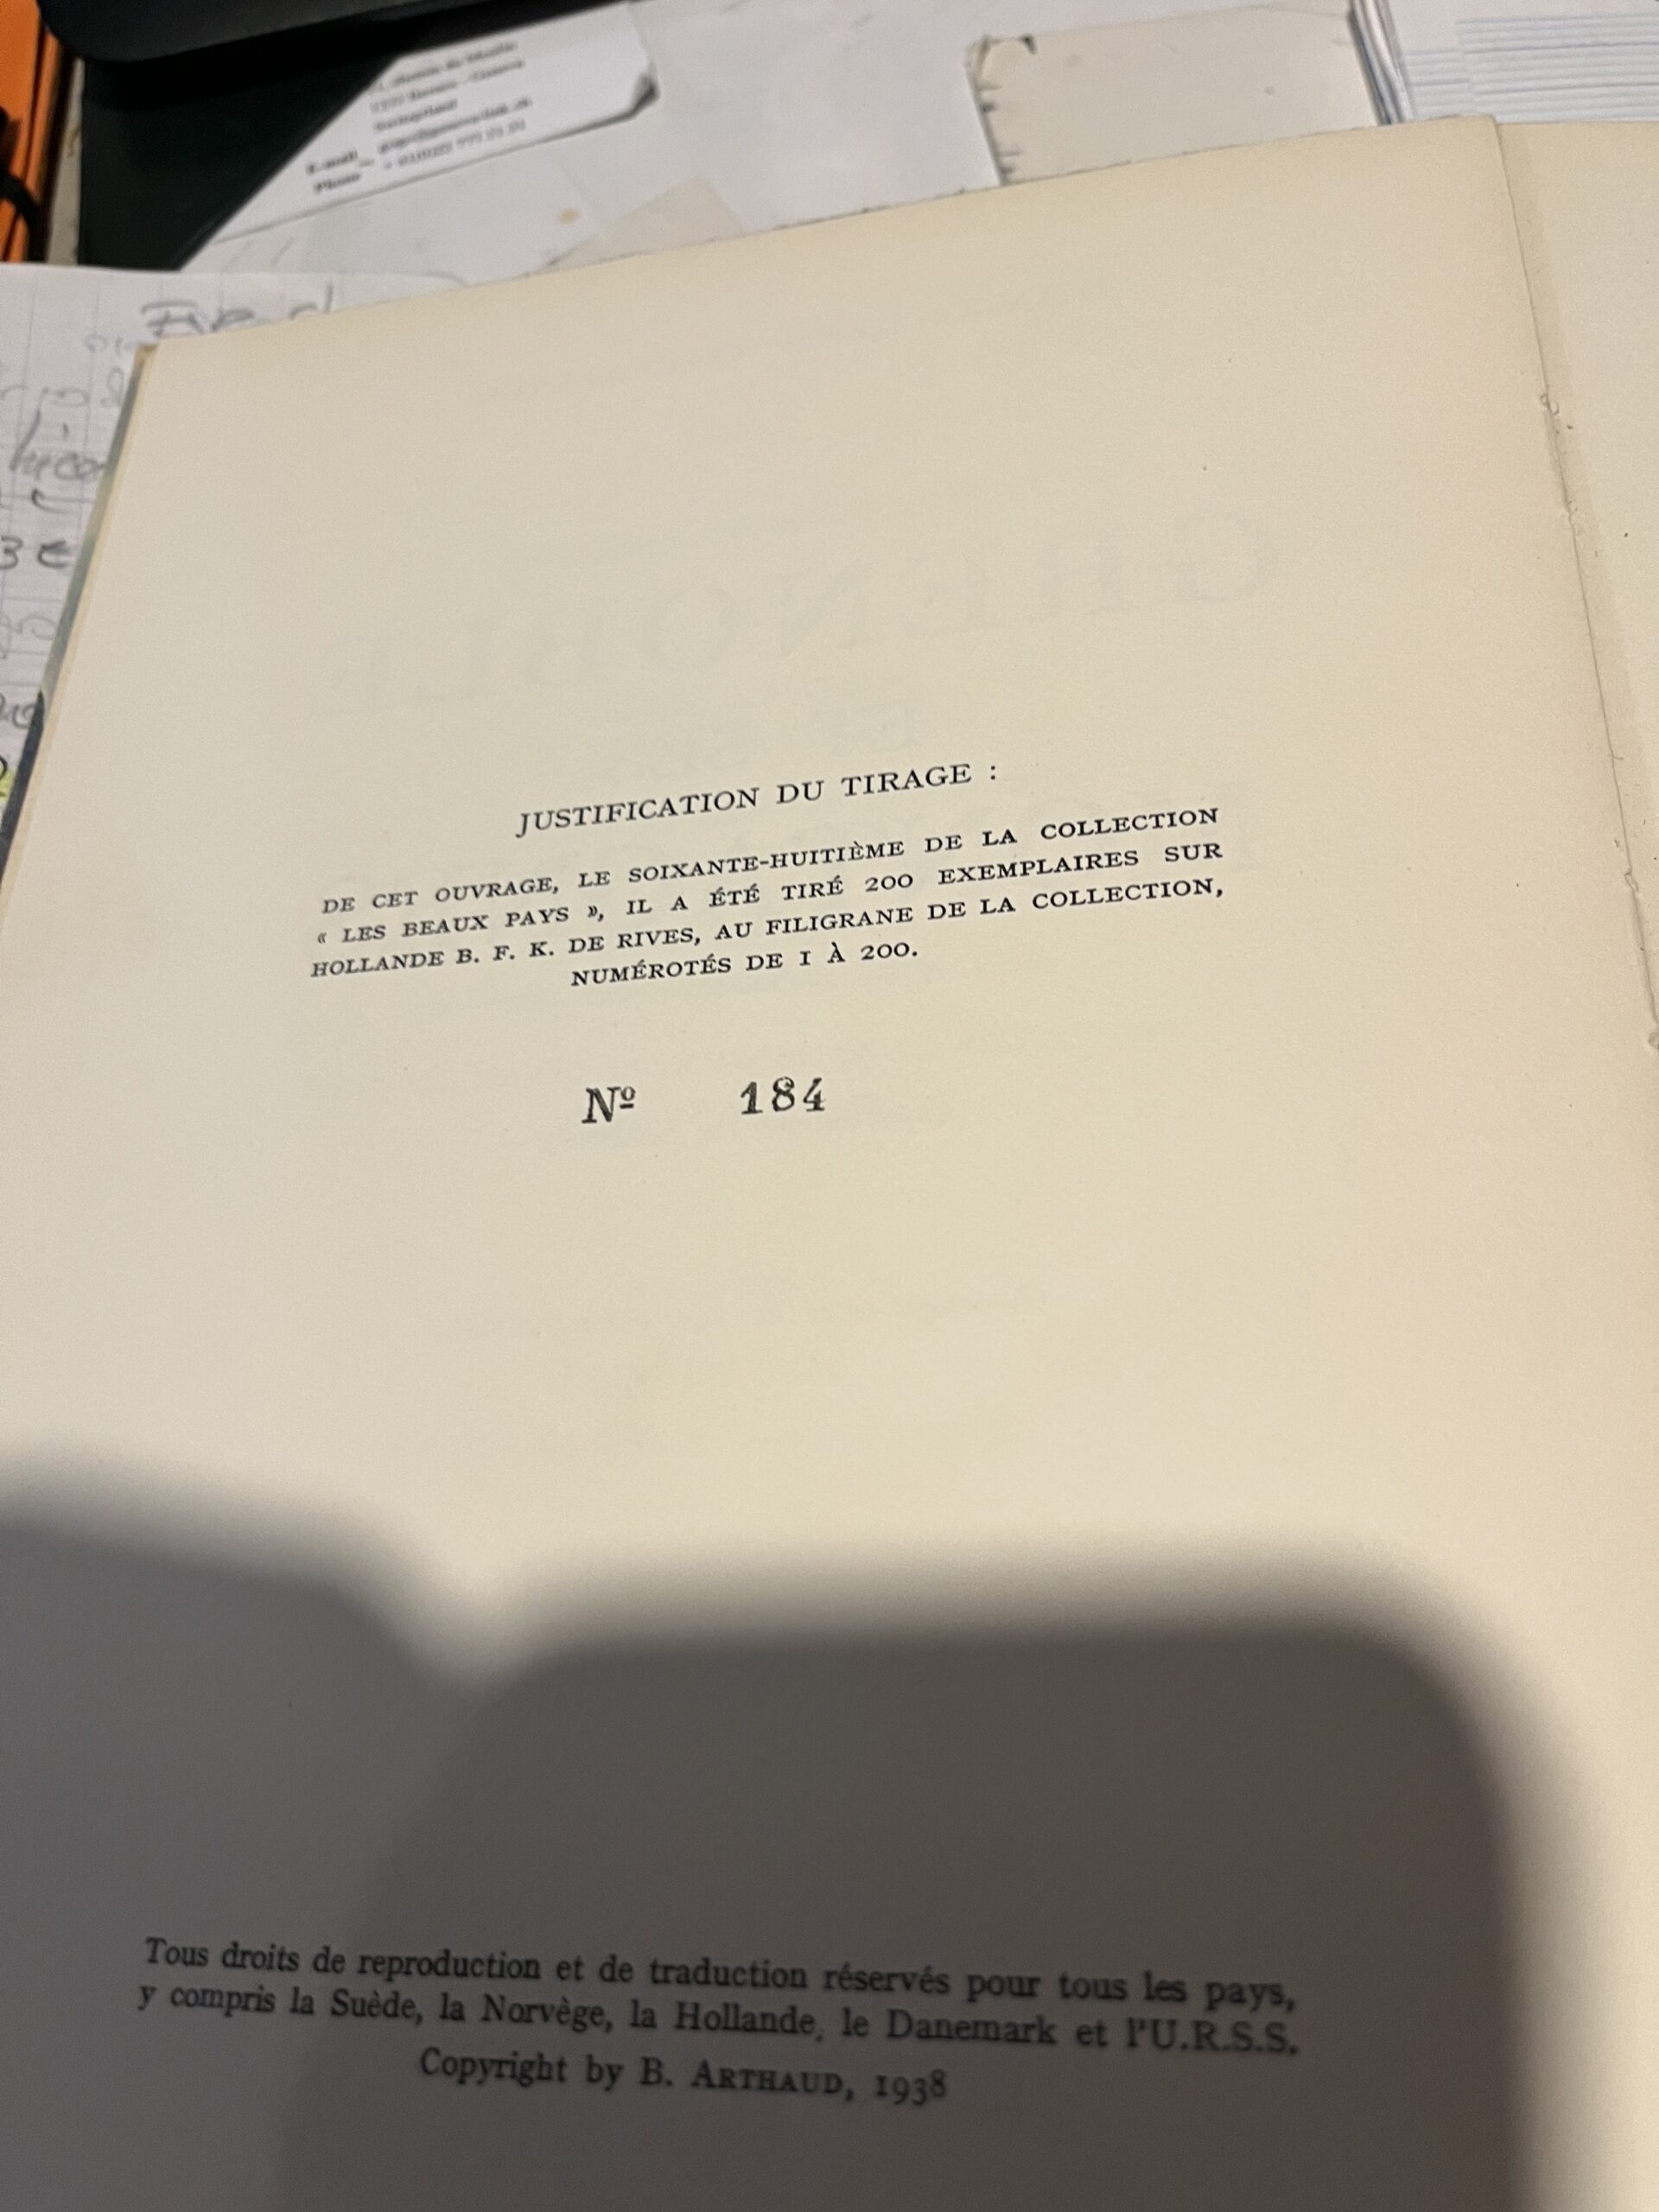 E-mail
Phone
3 €
JUSTIFICATION DU TIRAGE :
DE CET OUVRAGE, LE SOIXANTE-HUITIÈME DE LA COLLECTION
« LES BEAUX PAYS », IL A ÉTÉ TIRÉ 200 EXEMPLAIRES SUR
HOLLANDE B. F. K. DE RIVES, AU FILIGRANE DE LA COLLECTION,
NUMÉROTÉS DE I À 200.
Nº 184
Tous droits de reproduction et de traduction réservés pour tous les pays,
y compris la Suède, la Norvège, la Hollande, le Danemark et l'U.R.S.S.
Copyright by B. ARTHAUD, 1938